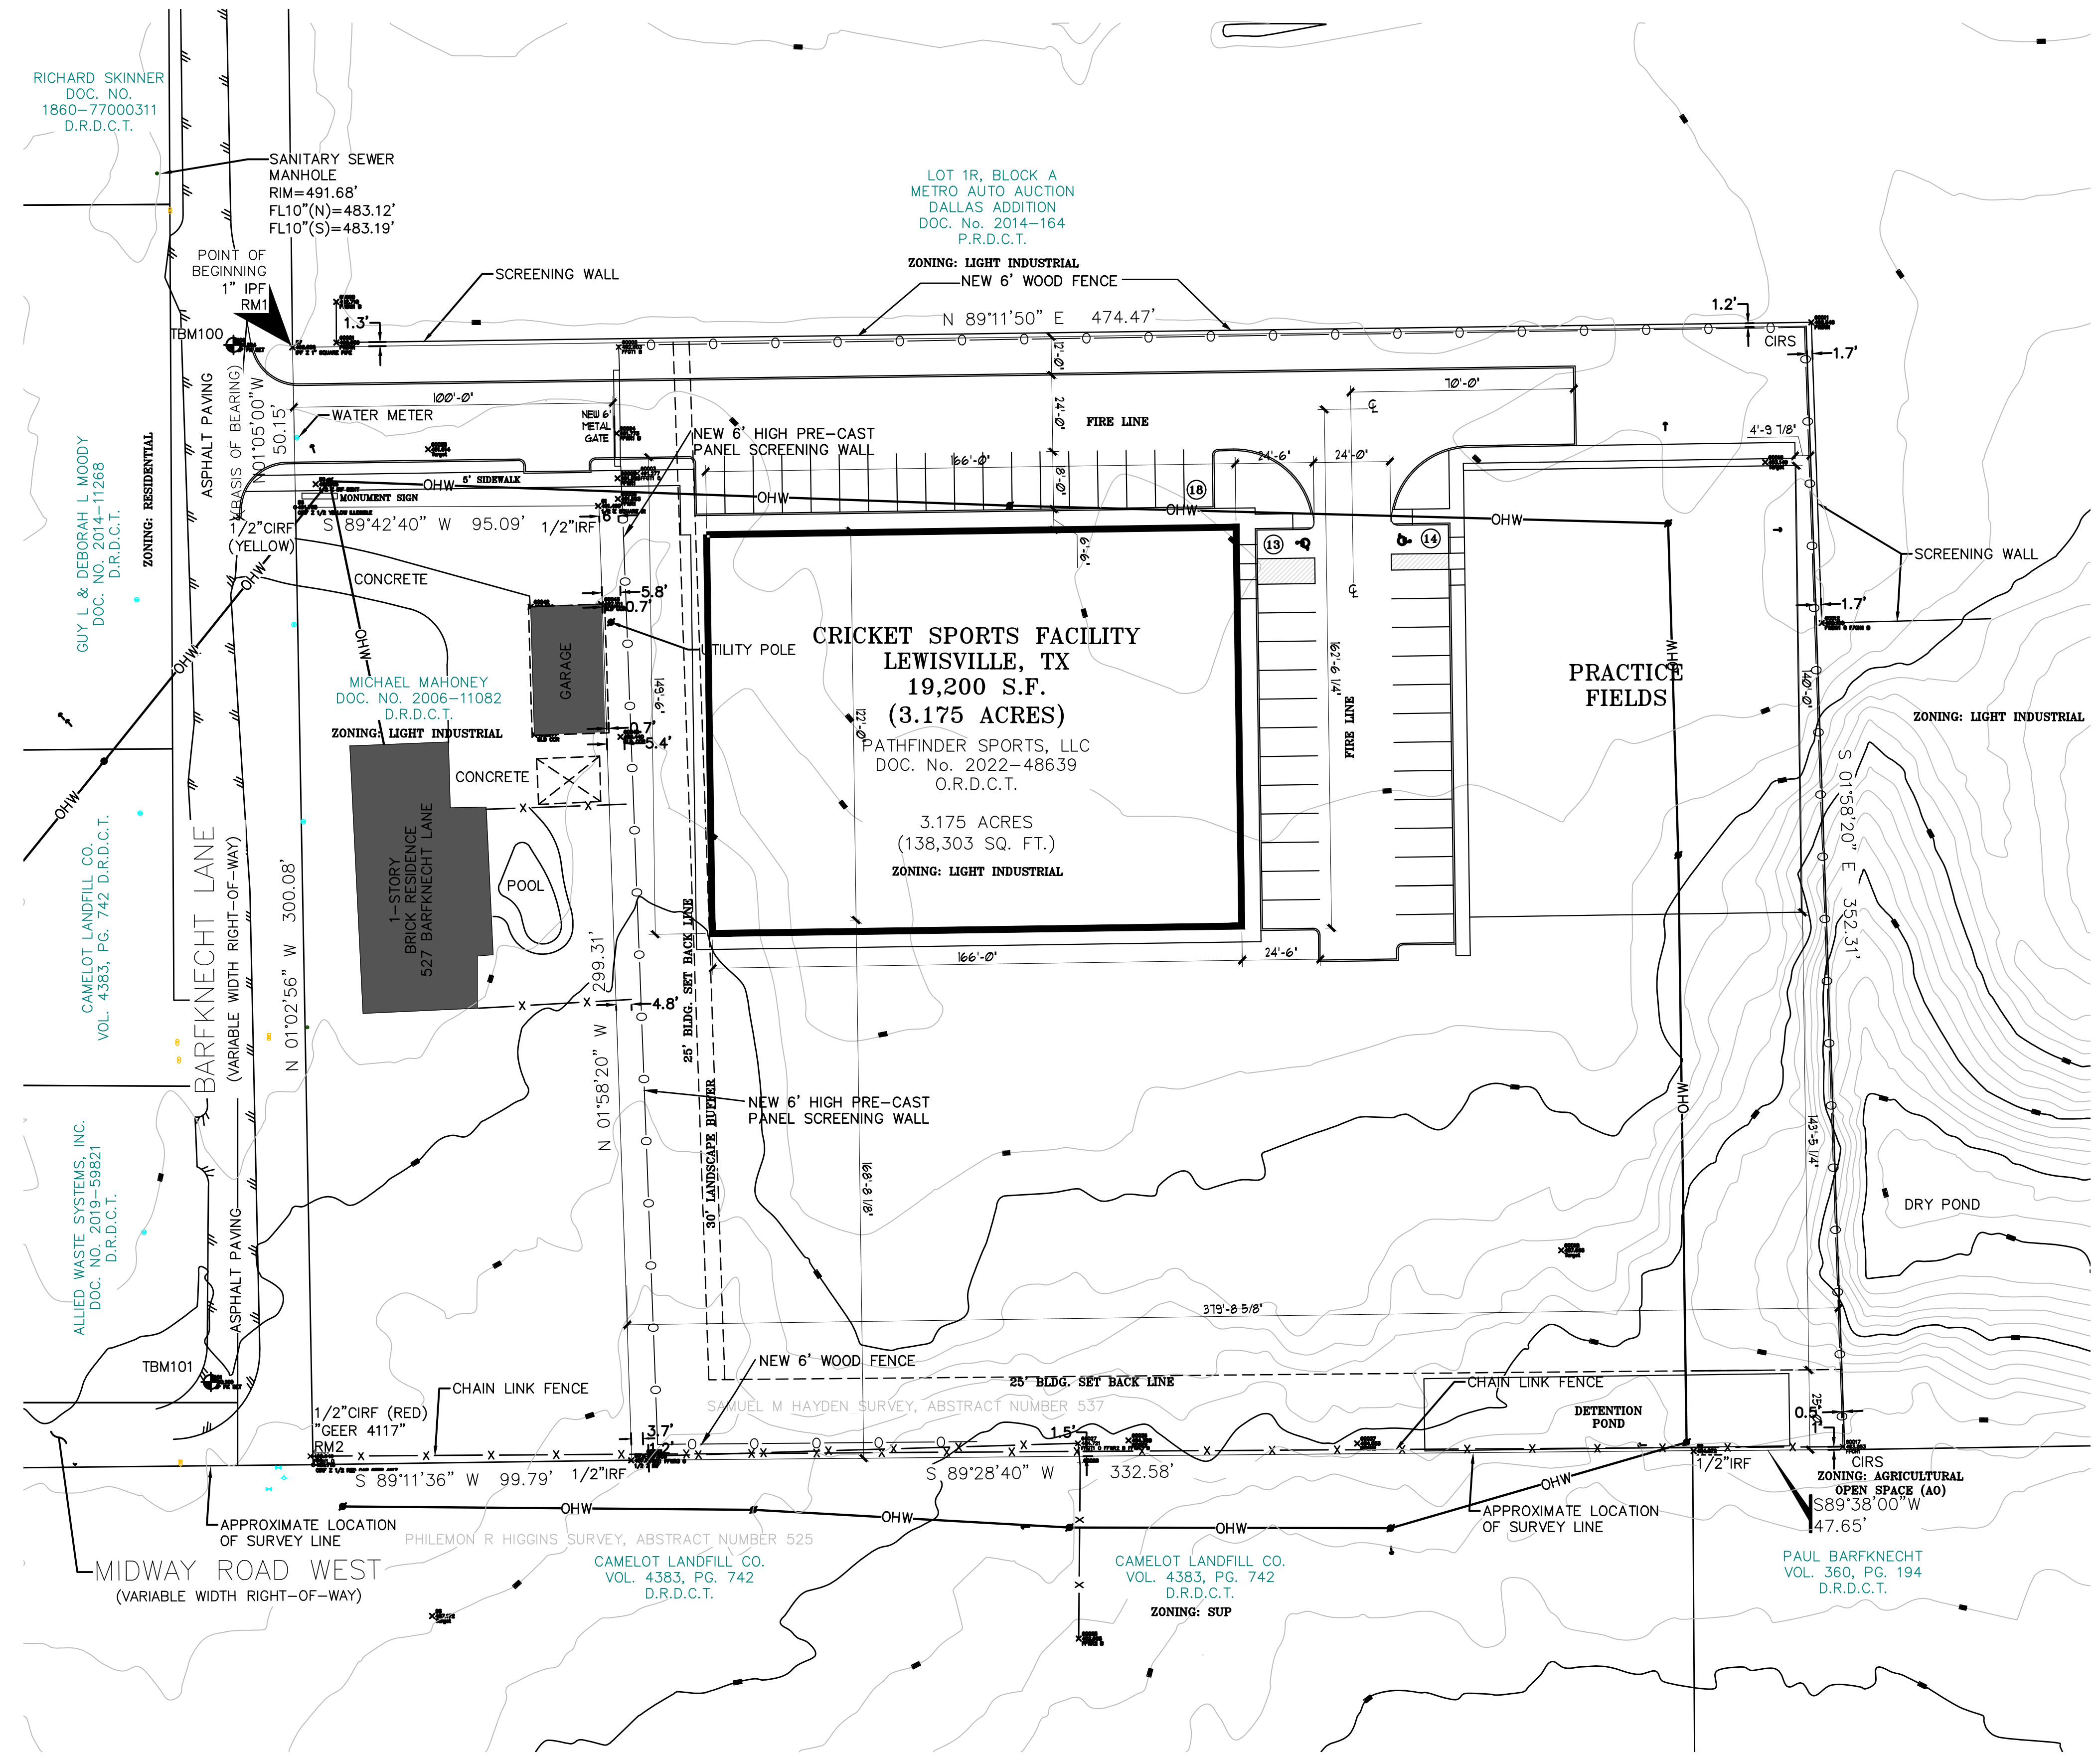 RICHARD SKINNER
DOC. NO.
1860-77000311
D.R.D.C.T.
SANITARY SEWER
MANHOLE
RIM=491.68'
FL10"(N)=483.12'
FL10"(S)=483.19'
POINT OF
BEGINNING
1" IPF
RM1
TBM100
SCREENING WALL
1.3'
LOT 1R, BLOCK A
METRO AUTO AUCTION
DALLAS ADDITION
DOC. No. 2014-164
P.R.D.C.T.
ZONING: LIGHT INDUSTRIAL
NEW 6' WOOD FENCE
N 89°11'50" E 474.47'
1.2'
CIRS
1.7'
12'-0"
100'-0"
NEW 6'
METAL
GATE
WATER METER
24'-0"
FIRE LINE
70'-0"
℄
4'-9 7/8"
NEW 6' HIGH PRE-CAST
PANEL SCREENING WALL
166'-0"
24'-6"
24'-0"
18'-0"
18
5' SIDEWALK
MONUMENT SIGN
OHW
OHW
OHW
OHW
S 89°42'40" W 95.09'
1/2"IRF
6'
1/2"CIRF
(YELLOW)
(BASIS OF BEARING)
N01°05'00"W
50.15'
ASPHALT PAVING
ZONING: RESIDENTIAL
GUY L & DEBORAH L MOODY
DOC. NO. 2014-11268
D.R.D.C.T.
6'-6"
13
14
SCREENING WALL
CONCRETE
OHW
OHW
OHW
5.8'
0.7'
UTILITY POLE
GARAGE
℄
1.7'
CRICKET SPORTS FACILITY
LEWISVILLE, TX
19,200 S.F.
(3.175 ACRES)
PATHFINDER SPORTS, LLC
DOC. No. 2022-48639
O.R.D.C.T.
3.175 ACRES
(138,303 SQ. FT.)
ZONING: LIGHT INDUSTRIAL
PRACTICE
FIELDS
OHW
MICHAEL MAHONEY
DOC. NO. 2006-11082
D.R.D.C.T.
ZONING: LIGHT INDUSTRIAL
149'-6"
122'-0"
162'-6 1/4"
FIRE LINE
140'-0"
ZONING: LIGHT INDUSTRIAL
0.7'
5.4'
CONCRETE
OHW
1-STORY
BRICK RESIDENCE
527 BARFKNECHT LANE
POOL
S 01°58'20" E 352.31'
CAMELOT LANDFILL CO.
VOL. 4383, PG. 742 D.R.D.C.T.
BARFKNECHT LANE
(VARIABLE WIDTH RIGHT-OF-WAY)
N 01°02'56" W 300.08'
N 01°58'20" W 299.31'
25' BLDG. SET BACK LINE
166'-0"
24'-6"
4.8'
30' LANDSCAPE BUFFER
NEW 6' HIGH PRE-CAST
PANEL SCREENING WALL
OHW
168'-8 1/8"
143'-5 1/4"
ALLIED WASTE SYSTEMS, INC.
DOC. NO. 2019-59821
D.R.D.C.T.
ASPHALT PAVING
DRY POND
379'-8 5/8"
TBM101
NEW 6' WOOD FENCE
CHAIN LINK FENCE
25' BLDG. SET BACK LINE
CHAIN LINK FENCE
SAMUEL M HAYDEN SURVEY, ABSTRACT NUMBER 537
1/2"CIRF (RED)
"GEER 4117"
RM2
3.7'
1.2'
1.5'
DETENTION
POND
25'-0"
0.5'
S 89°11'36" W 99.79'
1/2"IRF
S 89°28'40" W 332.58'
1/2"IRF
CIRS
ZONING: AGRICULTURAL
OPEN SPACE (AO)
S89°38'00"W
47.65'
OHW
OHW
OHW
OHW
APPROXIMATE LOCATION
OF SURVEY LINE
APPROXIMATE LOCATION
OF SURVEY LINE
PHILEMON R HIGGINS SURVEY, ABSTRACT NUMBER 525
MIDWAY ROAD WEST
(VARIABLE WIDTH RIGHT-OF-WAY)
CAMELOT LANDFILL CO.
VOL. 4383, PG. 742
D.R.D.C.T.
CAMELOT LANDFILL CO.
VOL. 4383, PG. 742
D.R.D.C.T.
ZONING: SUP
PAUL BARFKNECHT
VOL. 360, PG. 194
D.R.D.C.T.